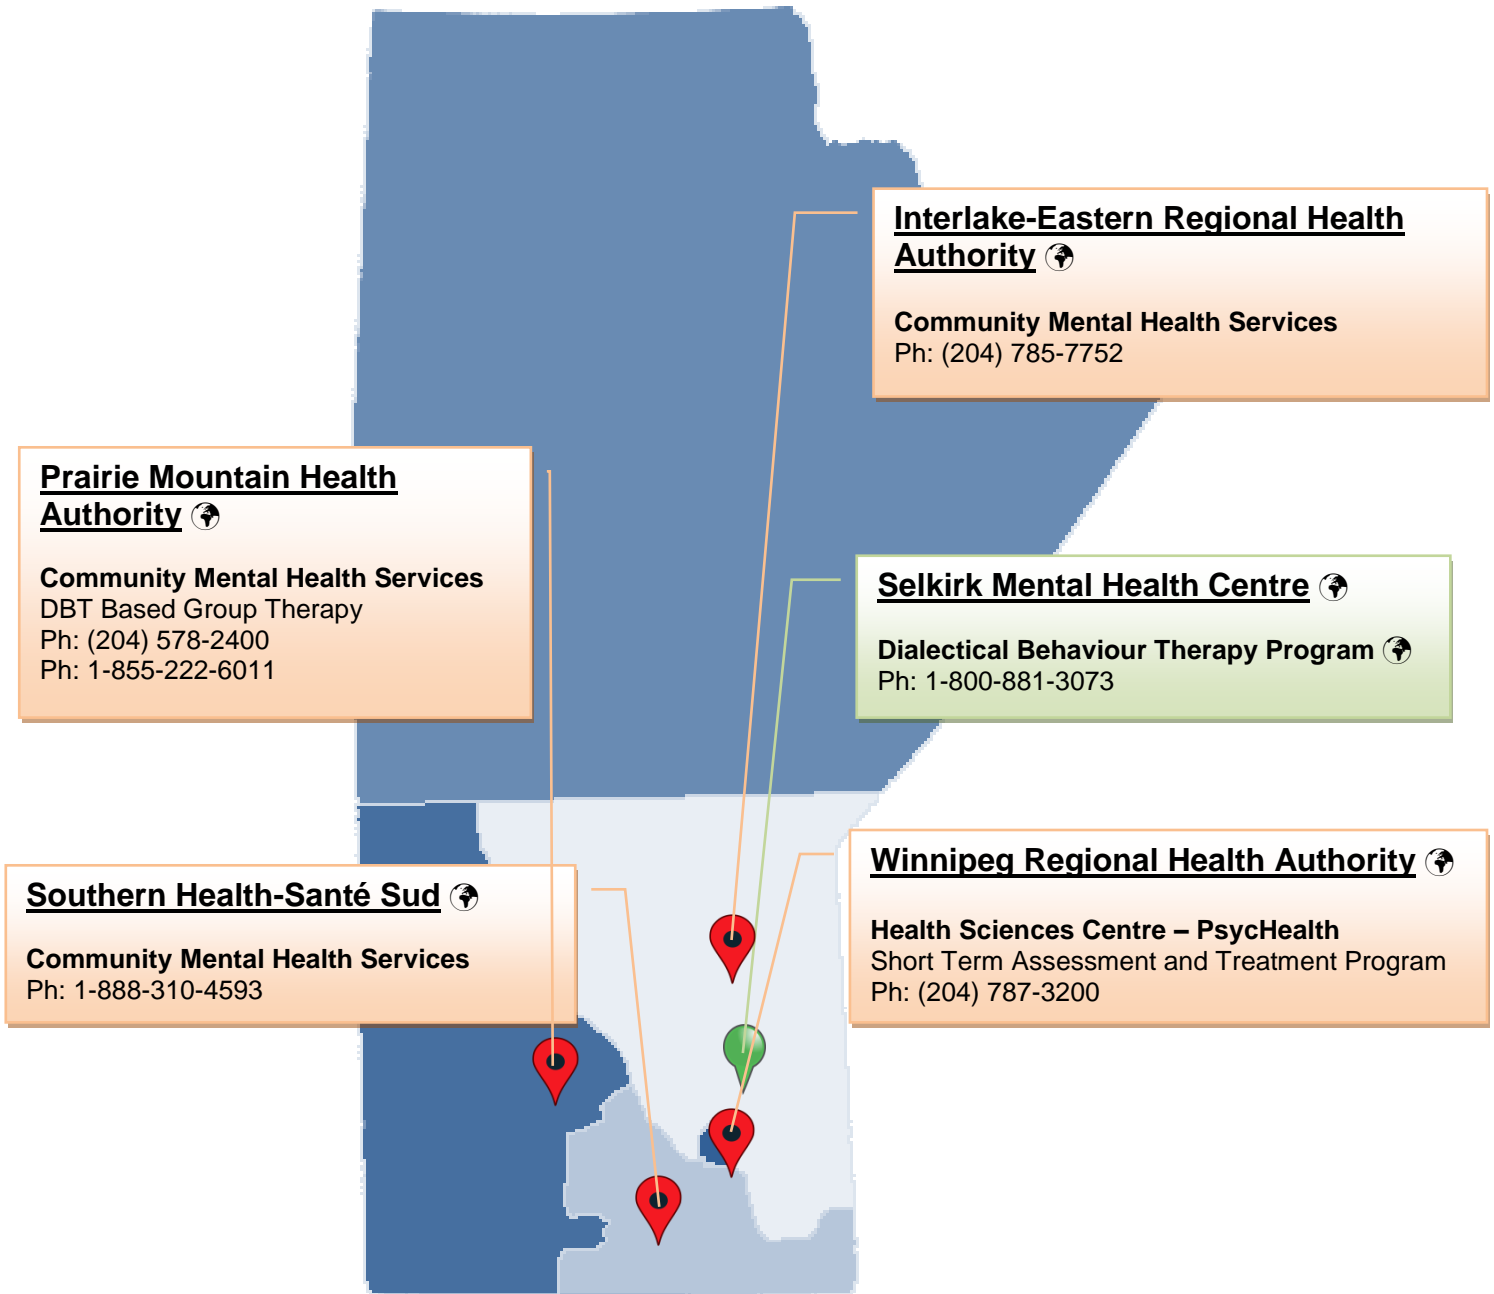 Interlake-Eastern Regional Health
Authority
Community Mental Health Services
Ph: (204) 785-7752
Prairie Mountain Health
Authority
Community Mental Health Services
DBT Based Group Therapy
Ph: (204) 578-2400
Ph: 1-855-222-6011
Selkirk Mental Health Centre
Dialectical Behaviour Therapy Program
Ph: 1-800-881-3073
Southern Health-Santé Sud
Community Mental Health Services
Ph: 1-888-310-4593
Winnipeg Regional Health Authority
Health Sciences Centre – PsycHealth
Short Term Assessment and Treatment Program
Ph: (204) 787-3200